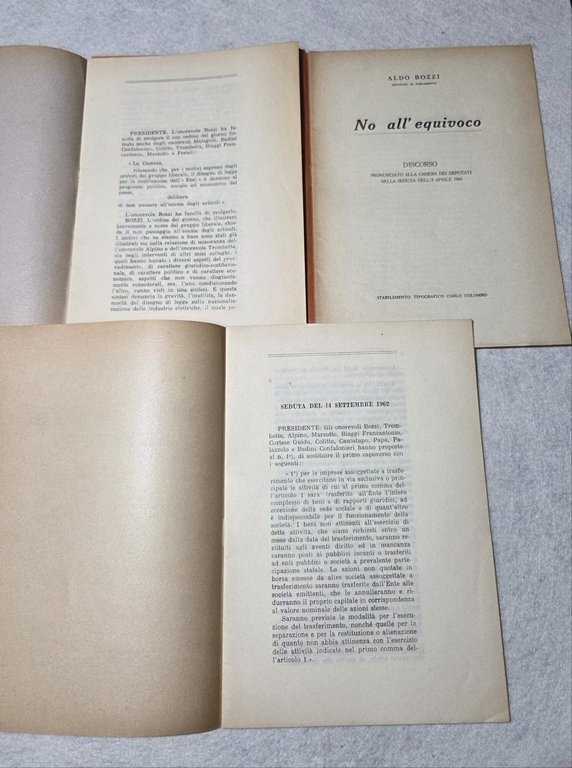 PRESIDENTE. L'onorevole Bozzi ha fa-
coltà di svolgere il suo ordine del giorno fir-
mato anche dagli onorevoli Malagodi, Badini
Confalonieri, Colitto, Trombetta, Biaggi Fran-
cantonio, Marzotto e Ferioli:
« La Camera,
ritenendo che, per i motivi espressi dagli
oratori del gruppo liberale, il disegno di legge
per la costituzione dell'« Enel » è dannoso al
progresso politico, sociale ed economico del
paese,
delibera
di non passare all'esame degli articoli ».
L'onorevole Bozzi ha facoltà di svolgerlo.
BOZZI. L'ordine del giorno, che illustrerò
brevemente a nome del gruppo liberale, chiede
il non passaggio all'esame degli articoli.
I motivi che ne stanno a base sono stati già
illustrati sia nella relazione di minoranza del-
l'onorevole Alpino e dell'onorevole Trombetta,
sia negli interventi di altri miei colleghi, i
quali hanno toccato i diversi aspetti del prov-
vedimento, di carattere giuridico-costituzio-
nale, di carattere politico e di carattere eco-
nomico, aspetti che non vanno disgiunta-
mente considerati, ma, l'uno condizionando
l'altro, vanno visti in una sintesi. E questa
sintesi denuncia la gravità, l'inutilità, la dan-
nosità del disegno di legge sulla nazionaliz-
zazione delle industrie elettriche, il quale
ALDO BOZZI
DEPUTATO AL PARLAMENTO
No all'equivoco
DISCORSO
PRONUNCIATO ALLA CAMERA DEI DEPUTATI
NELLA SEDUTA DELL'8 APRILE 1960
STABILIMENTO TIPOGRAFICO CARLO COLOMBO
SEDUTA DEL 14 SETTEMBRE 1962
PRESIDENTE. Gli onorevoli Bozzi, Trom-
betta, Alpino, Marzotto, Biaggi Francantonio,
Cortese Guido, Colitto, Cantalupo, Papa, Pa-
lazzolo e Badini Confalonieri hanno proposto
al n. 1°), di sostituire il primo capoverso con
i seguenti:
« 1°) per le imprese assoggettate a trasfe-
rimento che esercitano in via esclusiva o prin-
cipale le attività di cui al primo comma del-
l'articolo 1 sarà trasferito all'Ente l'intero
complesso di beni e di rapporti giuridici, ad
eccezione della sede sociale e di quant'altro
è indispensabile per il funzionamento della
società. I beni non attinenti all'esercizio di
dette attività, che siano richiesti entro un
mese dalla data del trasferimento, saranno re-
stituiti agli aventi diritto ed in mancanza
saranno posti ai pubblici incanti o trasferiti
ad enti pubblici o società a prevalente parte-
cipazione statale. Le azioni non quotate in
borsa emesse da altre società assoggettate a
trasferimento saranno trasferite dall'Ente alle
società emittenti, che le annulleranno e ri-
durranno il proprio capitale in corrispondenza
al valore nominale delle azioni stesse.
Saranno previste le modalità per l'esecu-
zione del trasferimento, nonché quelle per la
separazione e per la restituzione o alienazione
di quanto non abbia attinenza con l'esercizio
delle attività indicate nel primo comma del-
l'articolo 1 ».